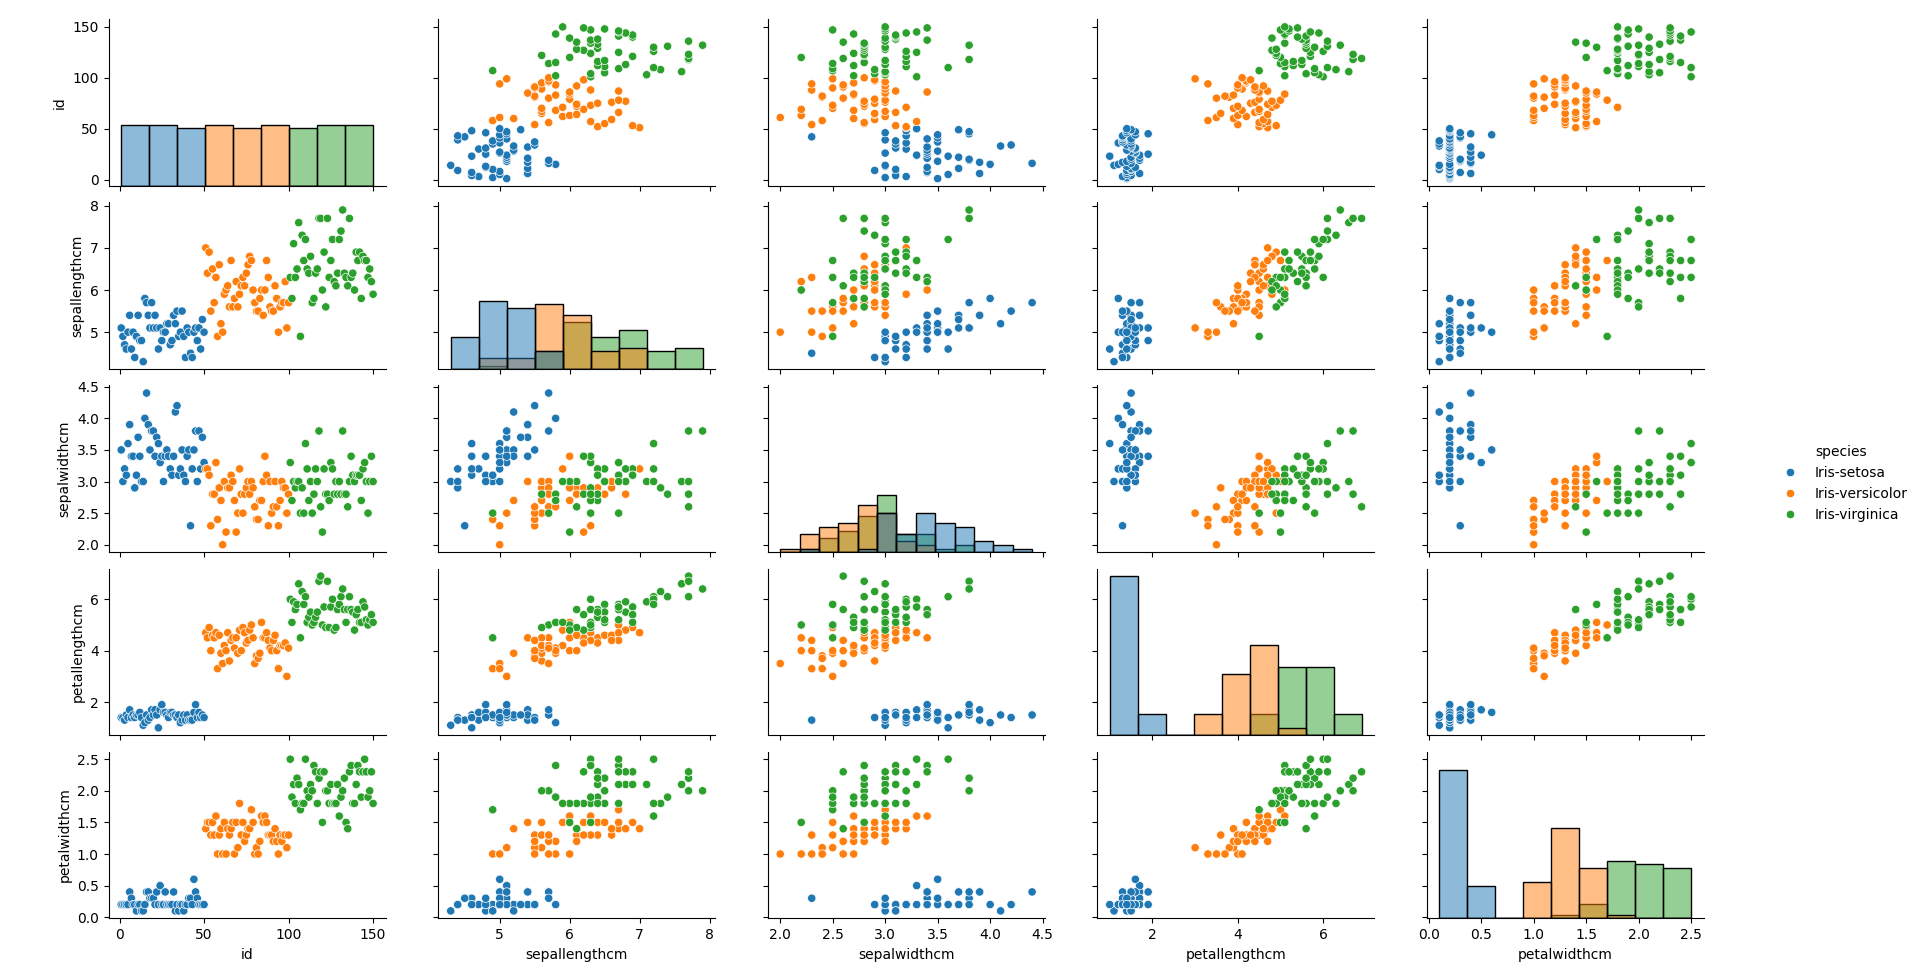 150
100
50
0
id
8
7
6
5
sepallengthcm
4.5
4.0
3.5
3.0
2.5
2.0
sepalwidthcm
6
4
2
petallengthcm
2.5
2.0
1.5
1.0
0.5
0.0
petalwidthcm
0 50 100 150
id
5 6 7 8
sepallengthcm
2.0 2.5 3.0 3.5 4.0 4.5
sepalwidthcm
2 4 6
petallengthcm
0.0 0.5 1.0 1.5 2.0 2.5
petalwidthcm
species
Iris-setosa
Iris-versicolor
Iris-virginica